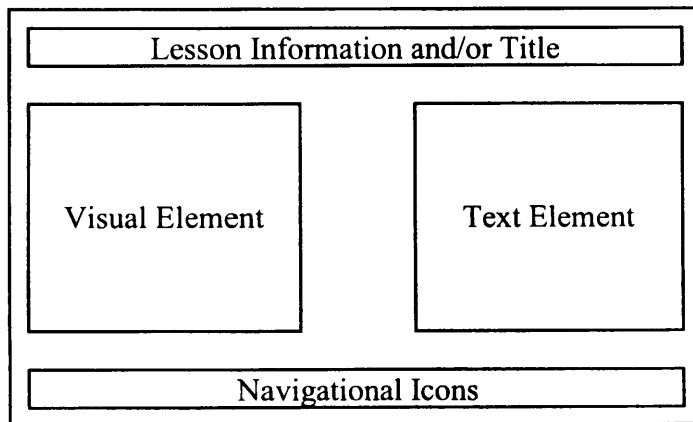 Lesson Information and/or Title
Visual Element
Text Element
Navigational Icons